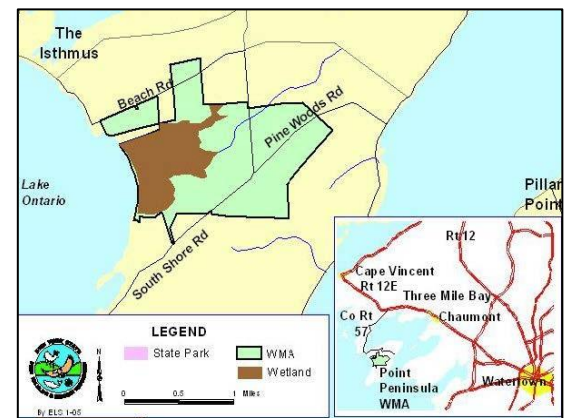 The
Isthmus
Beach Rd
Pine Woods Rd
Lake
Ontario
Pillar
Point
South Shore Rd
LEGEND
State Park
WMA
Wetland
N
0 0.5 1 Miles
By ELS 1-05
Rt 12
Cape Vincent
Rt 12E
Three Mile Bay
Co Rt
57
Chaumont
Point
Peninsula
WMA
Watertown